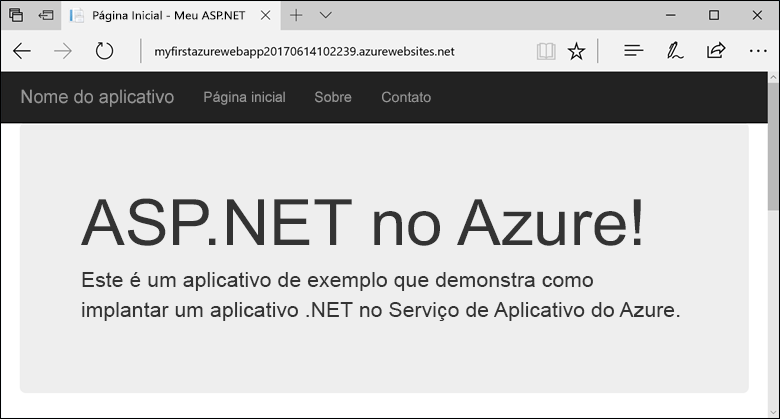 Página Inicial - Meu ASP.NET
myfirstazurewebapp20170614102239.azurewebsites.net
Nome do aplicativo Página inicial Sobre Contato
ASP.NET no Azure!
Este é um aplicativo de exemplo que demonstra como
implantar um aplicativo .NET no Serviço de Aplicativo do Azure.